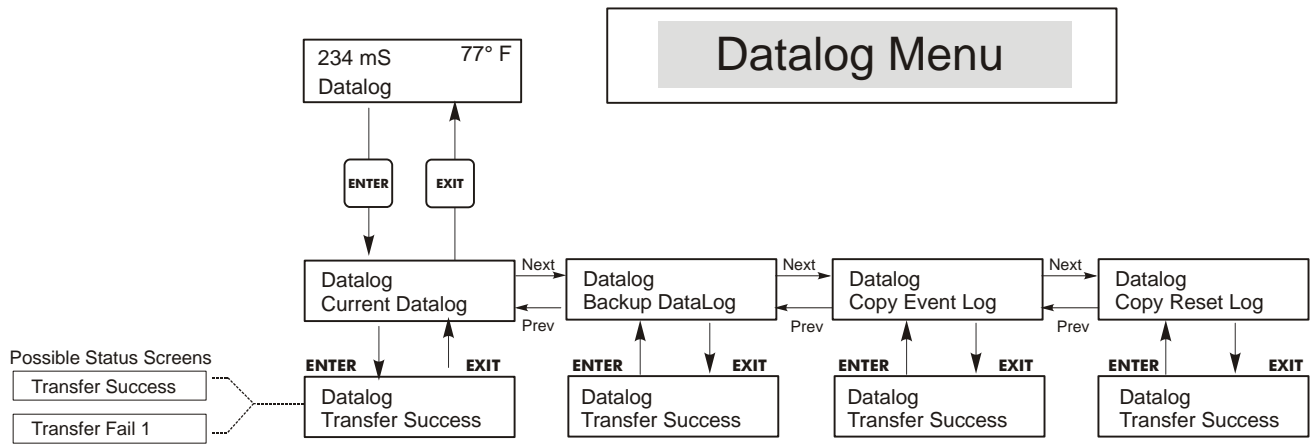 Datalog Menu
234 mS 77° F
Datalog
ENTER EXIT
Datalog
Current Datalog
Next
Prev
Datalog
Backup DataLog
Next
Prev
Datalog
Copy Event Log
Next
Prev
Datalog
Copy Reset Log
Possible Status Screens
Transfer Success
Transfer Fail 1
ENTER EXIT
Datalog
Transfer Success
ENTER EXIT
Datalog
Transfer Success
ENTER EXIT
Datalog
Transfer Success
ENTER EXIT
Datalog
Transfer Success